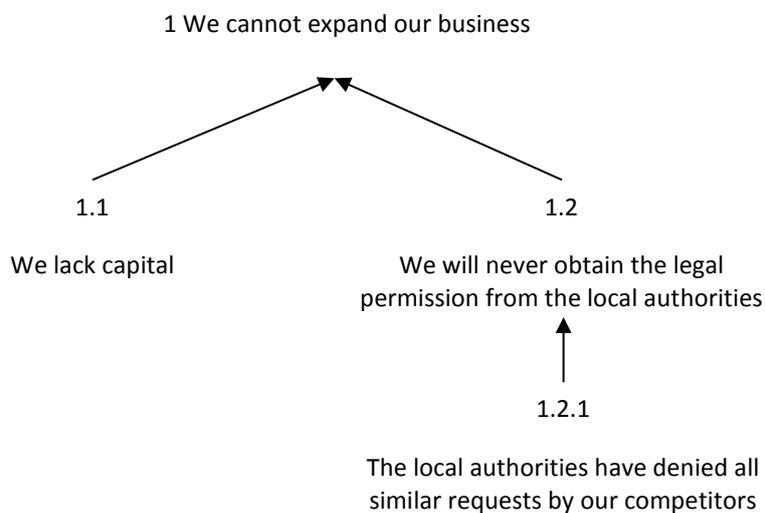 1 We cannot expand our business
1.1
1.2
We lack capital
We will never obtain the legal
permission from the local authorities
1.2.1
The local authorities have denied all
similar requests by our competitors